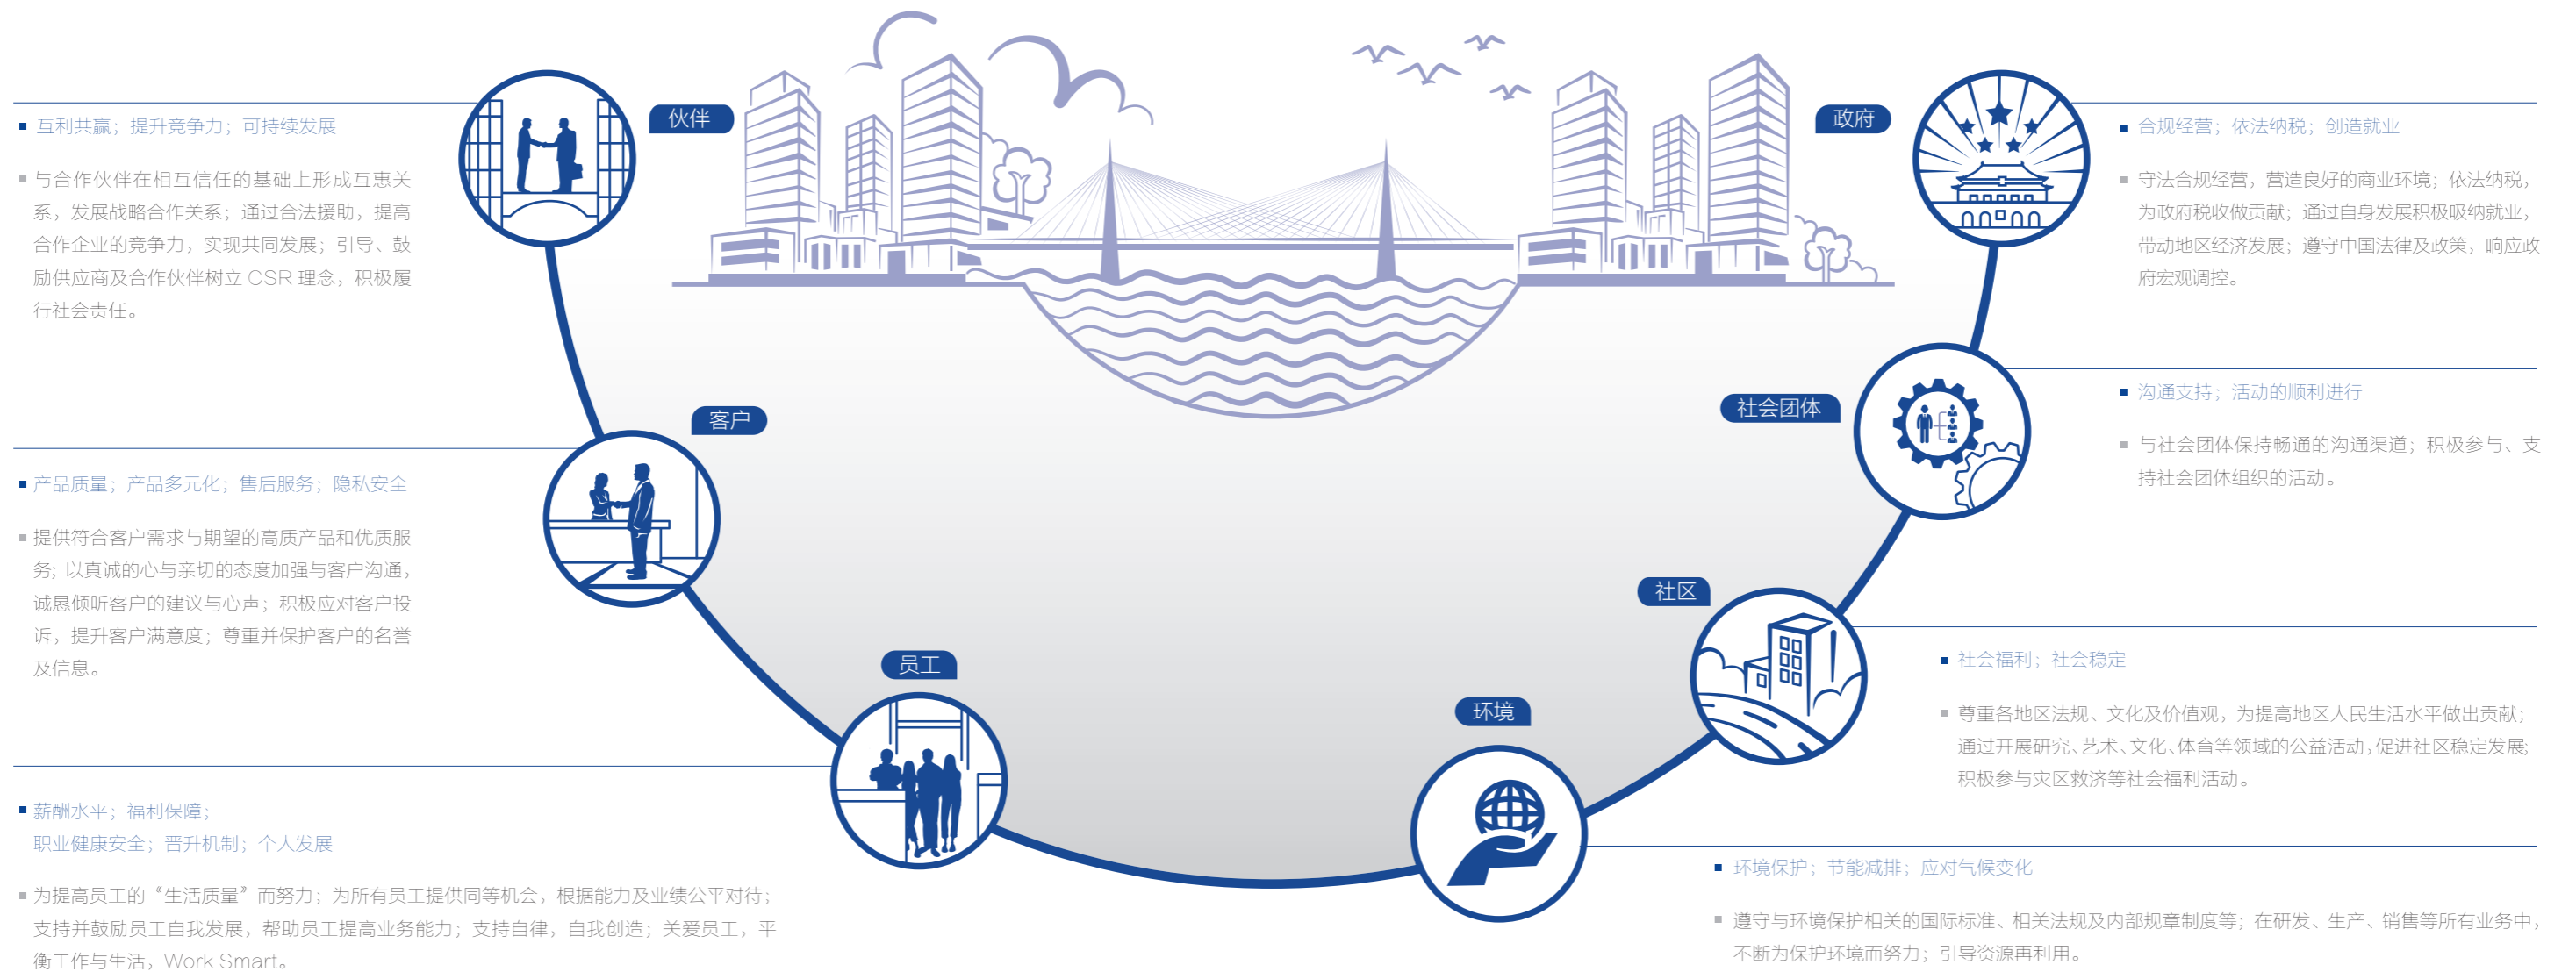 伙伴
互利共赢；提升竞争力；可持续发展
与合作伙伴在相互信任的基础上形成互惠关
系，发展战略合作关系；通过合法援助，提高
合作企业的竞争力，实现共同发展；引导、鼓
励供应商及合作伙伴树立 CSR 理念，积极履
行社会责任。
客户
产品质量；产品多元化；售后服务；隐私安全
提供符合客户需求与期望的高质产品和优质服
务；以真诚的心与亲切的态度加强与客户沟通，
诚恳倾听客户的建议与心声；积极应对客户投
诉，提升客户满意度；尊重并保护客户的名誉
及信息。
员工
薪酬水平；福利保障；
职业健康安全；晋升机制；个人发展
为提高员工的“生活质量”而努力；为所有员工提供同等机会，根据能力及业绩公平对待；
支持并鼓励员工自我发展，帮助员工提高业务能力；支持自律，自我创造；关爱员工，平
衡工作与生活，Work Smart。
政府
合规经营；依法纳税；创造就业
守法合规经营，营造良好的商业环境；依法纳税，
为政府税收做贡献；通过自身发展积极吸纳就业，
带动地区经济发展；遵守中国法律及政策，响应政
府宏观调控。
社会团体
沟通支持；活动的顺利进行
与社会团体保持畅通的沟通渠道；积极参与、支
持社会团体组织的活动。
社区
社会福利；社会稳定
尊重各地区法规、文化及价值观，为提高地区人民生活水平做出贡献；
通过开展研究、艺术、文化、体育等领域的公益活动，促进社区稳定发展；
积极参与灾区救济等社会福利活动。
环境
环境保护；节能减排；应对气候变化
遵守与环境保护相关的国际标准、相关法规及内部规章制度等；在研发、生产、销售等所有业务中，
不断为保护环境而努力；引导资源再利用。